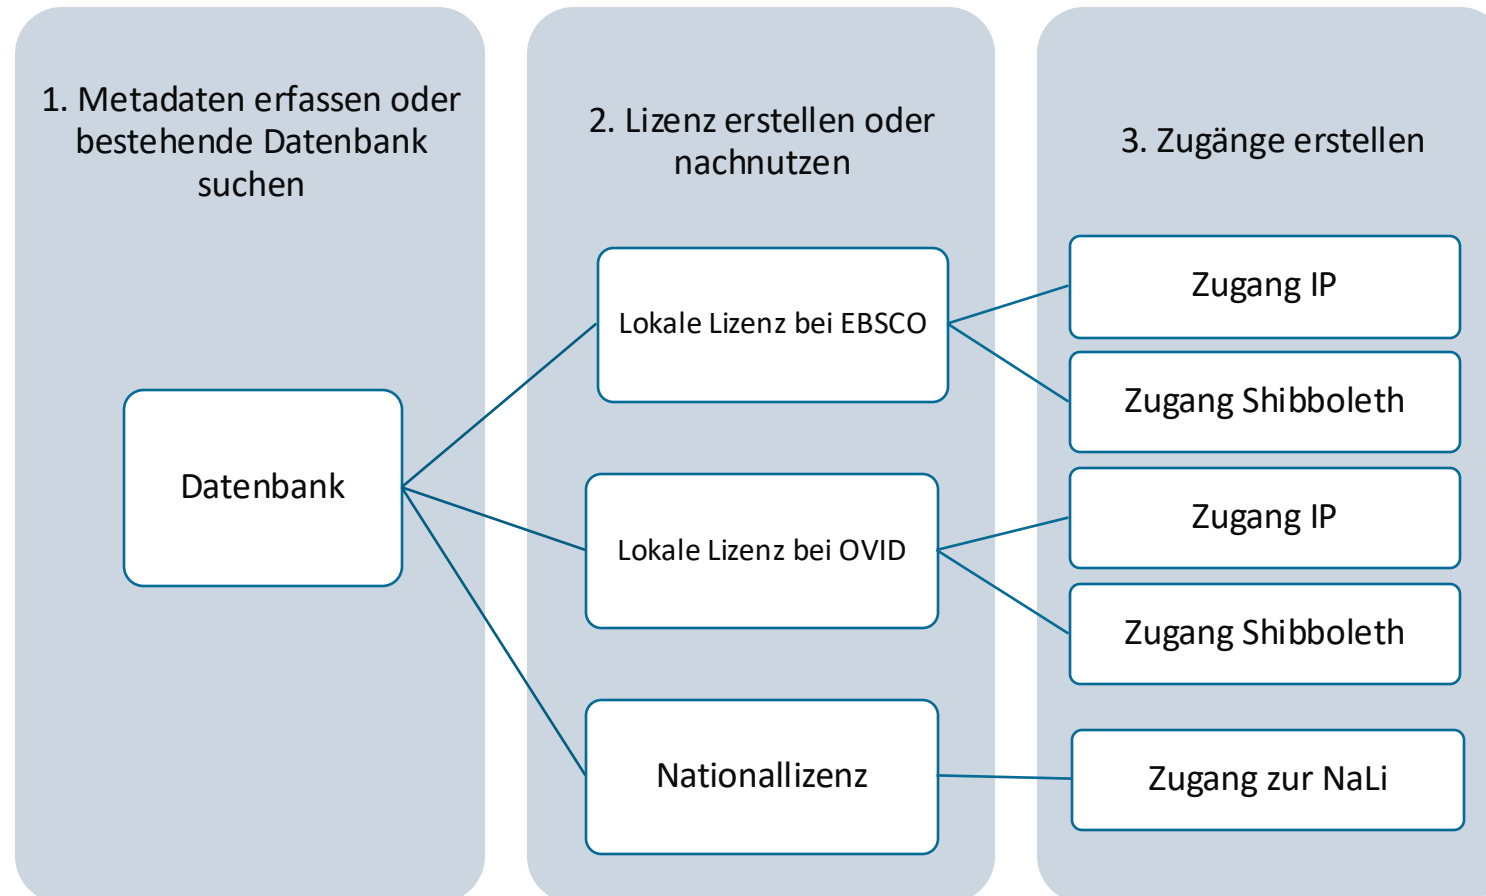 1. Metadaten erfassen oder
bestehende Datenbank
suchen
2. Lizenz erstellen oder
nachnutzen
3. Zugänge erstellen
Datenbank
Lokale Lizenz bei EBSCO
Lokale Lizenz bei OVID
Nationallizenz
Zugang IP
Zugang Shibboleth
Zugang IP
Zugang Shibboleth
Zugang zur NaLi